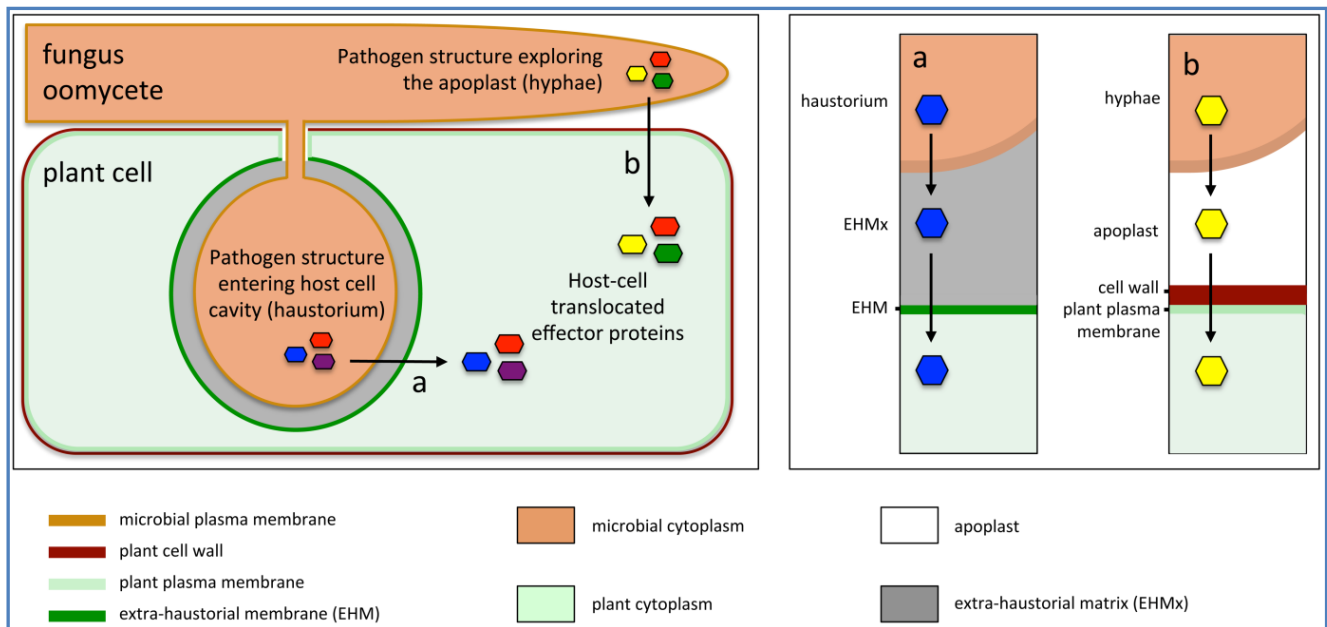 fungus
oomycete
Pathogen structure exploring
the apoplast (hyphae)
plant cell
b
Pathogen structure
entering host cell
cavity (haustorium)
a
Host-cell
translocated
effector proteins
a
haustorium
EHMx
EHM
b
hyphae
apoplast
cell wall
plant plasma
membrane
microbial plasma membrane
plant cell wall
plant plasma membrane
extra-haustorial membrane (EHM)
microbial cytoplasm
plant cytoplasm
apoplast
extra-haustorial matrix (EHMx)